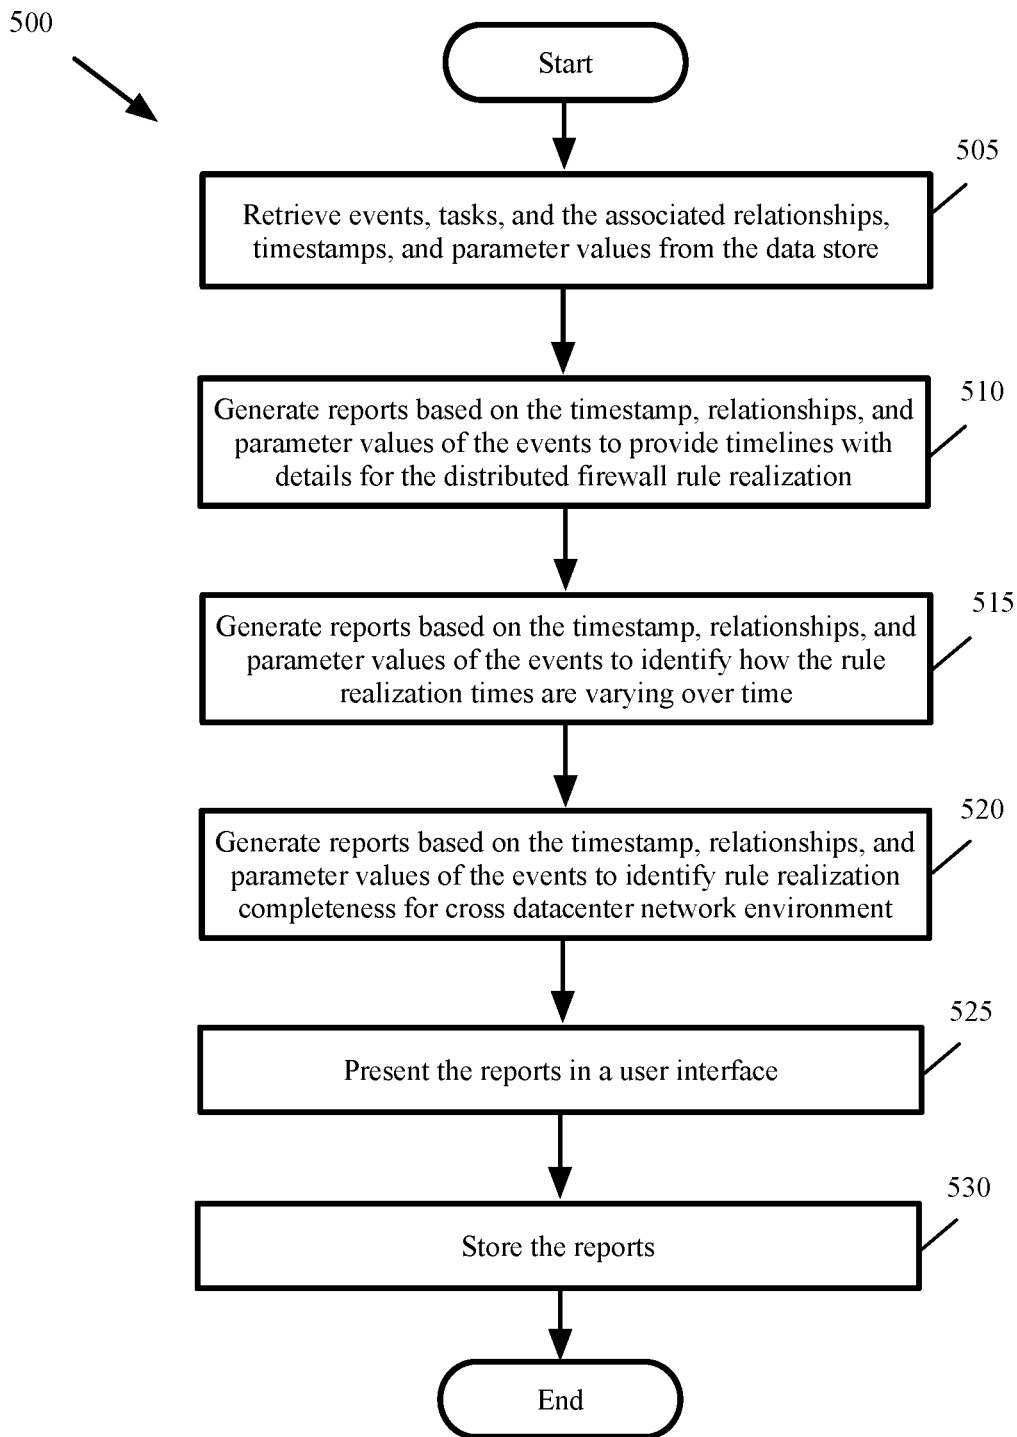 500
Start
505
Retrieve events, tasks, and the associated relationships,
timestamps, and parameter values from the data store
510
Generate reports based on the timestamp, relationships, and
parameter values of the events to provide timelines with
details for the distributed firewall rule realization
515
Generate reports based on the timestamp, relationships, and
parameter values of the events to identify how the rule
realization times are varying over time
520
Generate reports based on the timestamp, relationships, and
parameter values of the events to identify rule realization
completeness for cross datacenter network environment
525
Present the reports in a user interface
530
Store the reports
End